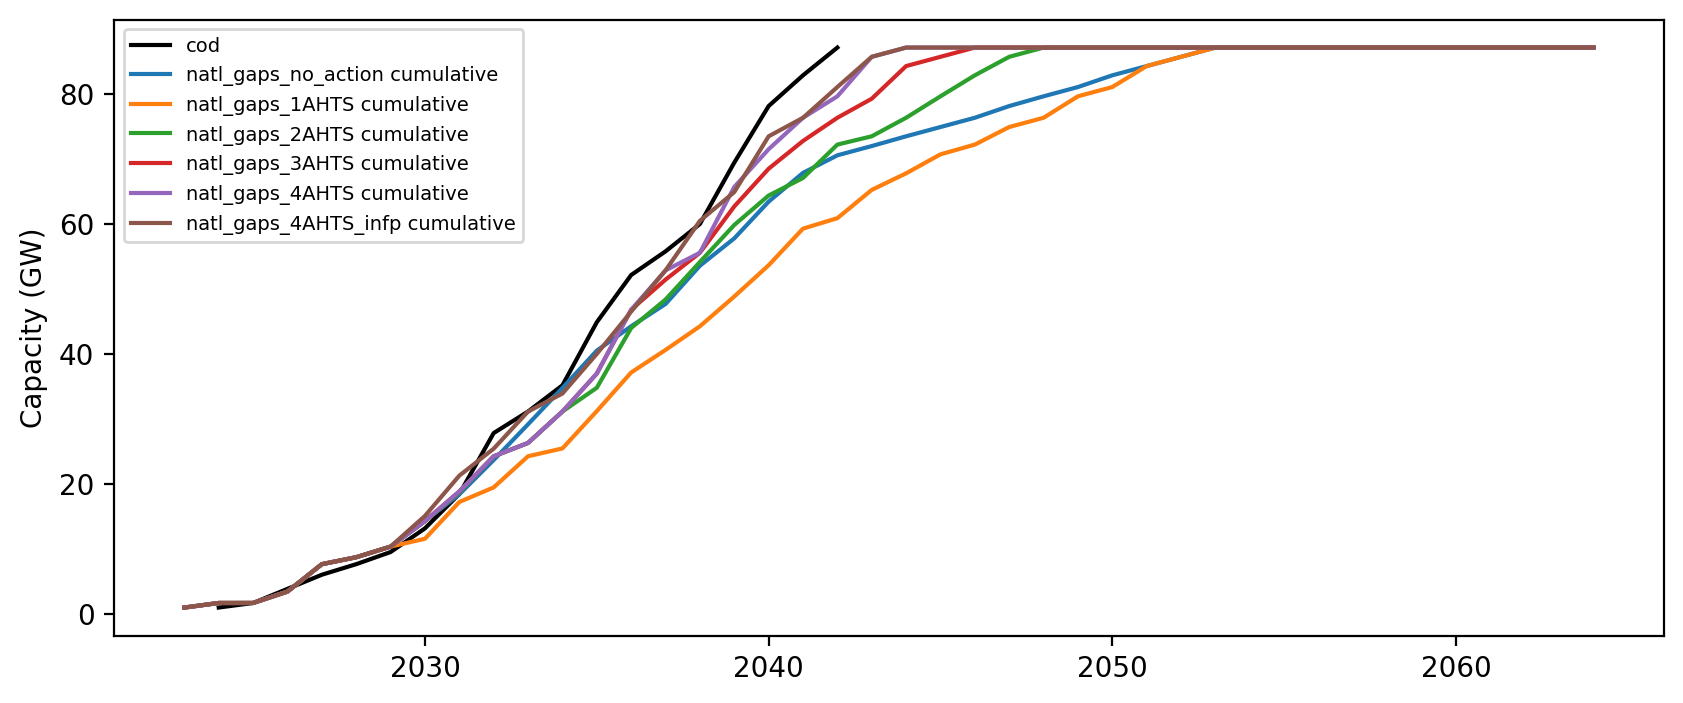 cod
natl_gaps_no_action cumulative
natl_gaps_1AHTS cumulative
natl_gaps_2AHTS cumulative
natl_gaps_3AHTS cumulative
natl_gaps_4AHTS cumulative
natl_gaps_4AHTS_infp cumulative
Capacity (GW)
80
60
40
20
0
2030 2040 2050 2060